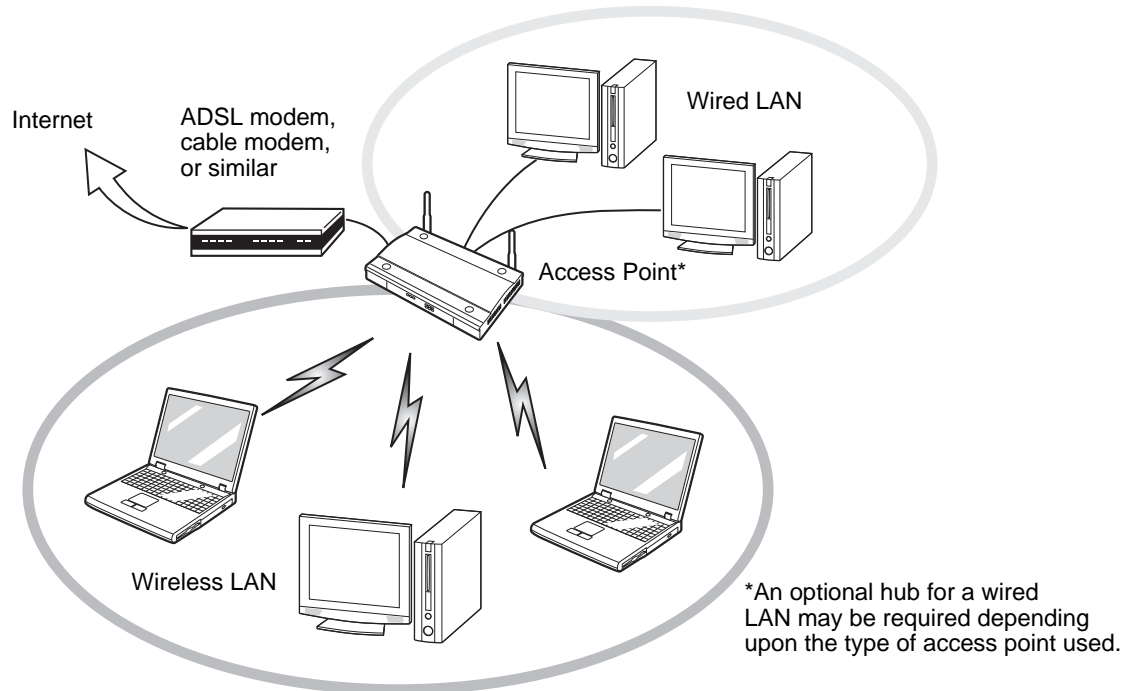 Internet
ADSL modem,
cable modem,
or similar
Wired LAN
Access Point*
Wireless LAN
*An optional hub for a wired
LAN may be required depending
upon the type of access point used.